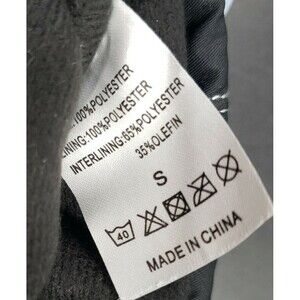 :100%POLYESTER
LINING:100%POLYESTER
INTERLINING:65%POLYESTER
35%OLEFIN
S
40
MADE IN CHINA